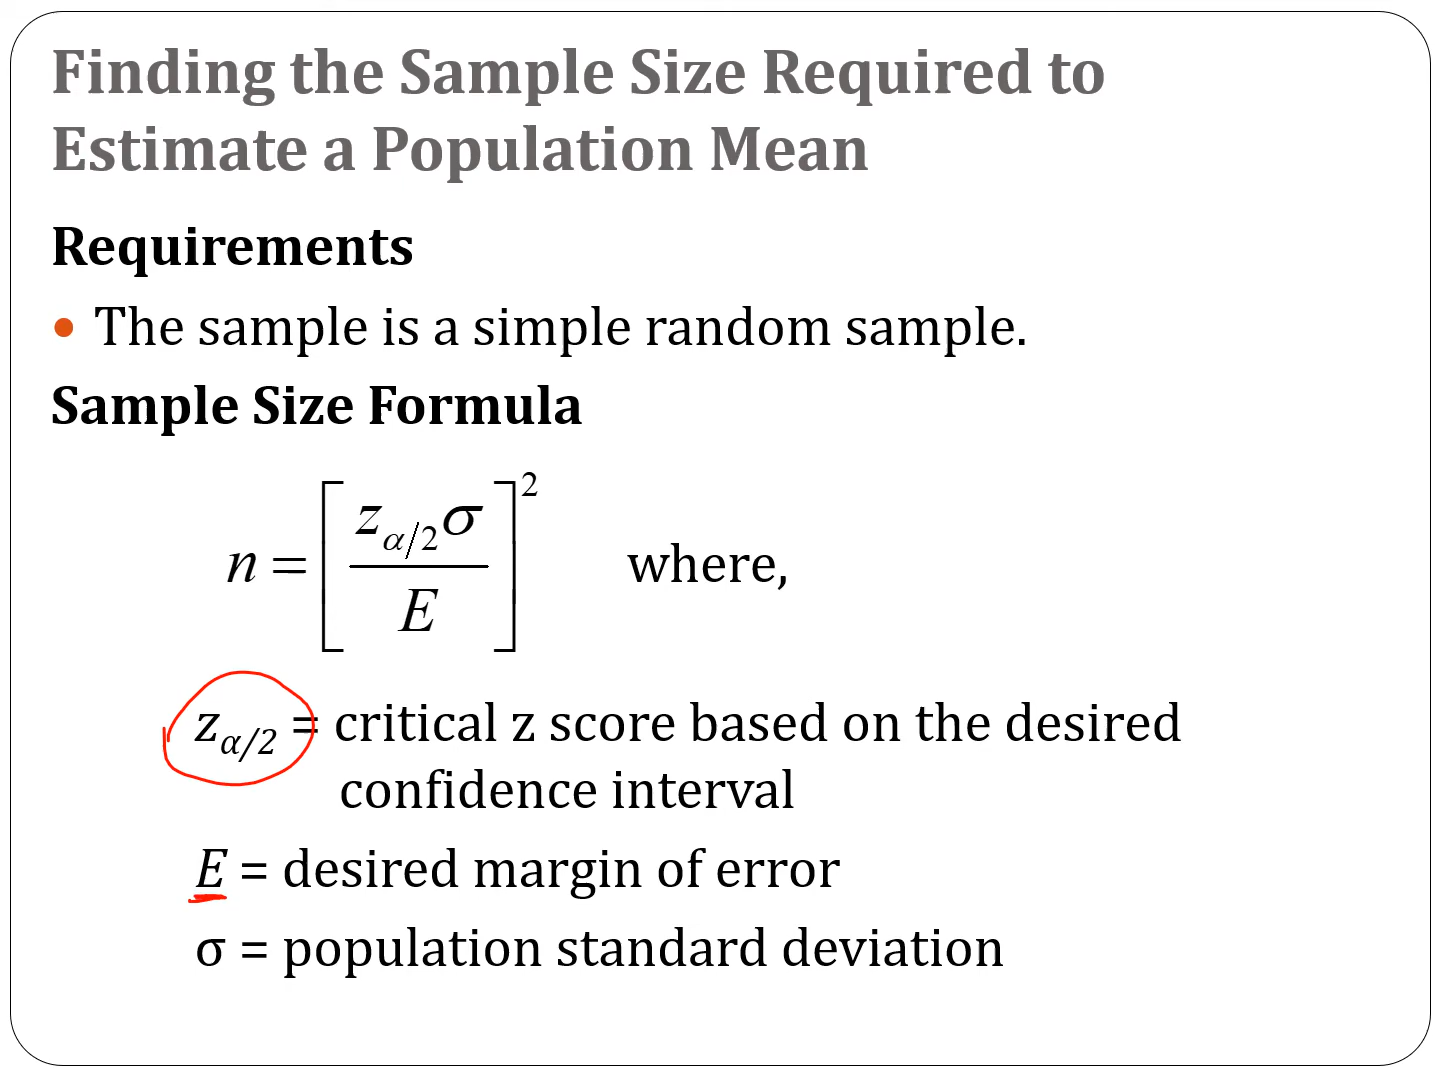 Finding the Sample Size Required to
Estimate a Population Mean
Requirements
• The sample is a simple random sample.
Sample Size Formula
n = [ z_{α/2} σ / E ]^2 where,
z_{α/2} = critical z score based on the desired
confidence interval
E = desired margin of error
σ = population standard deviation